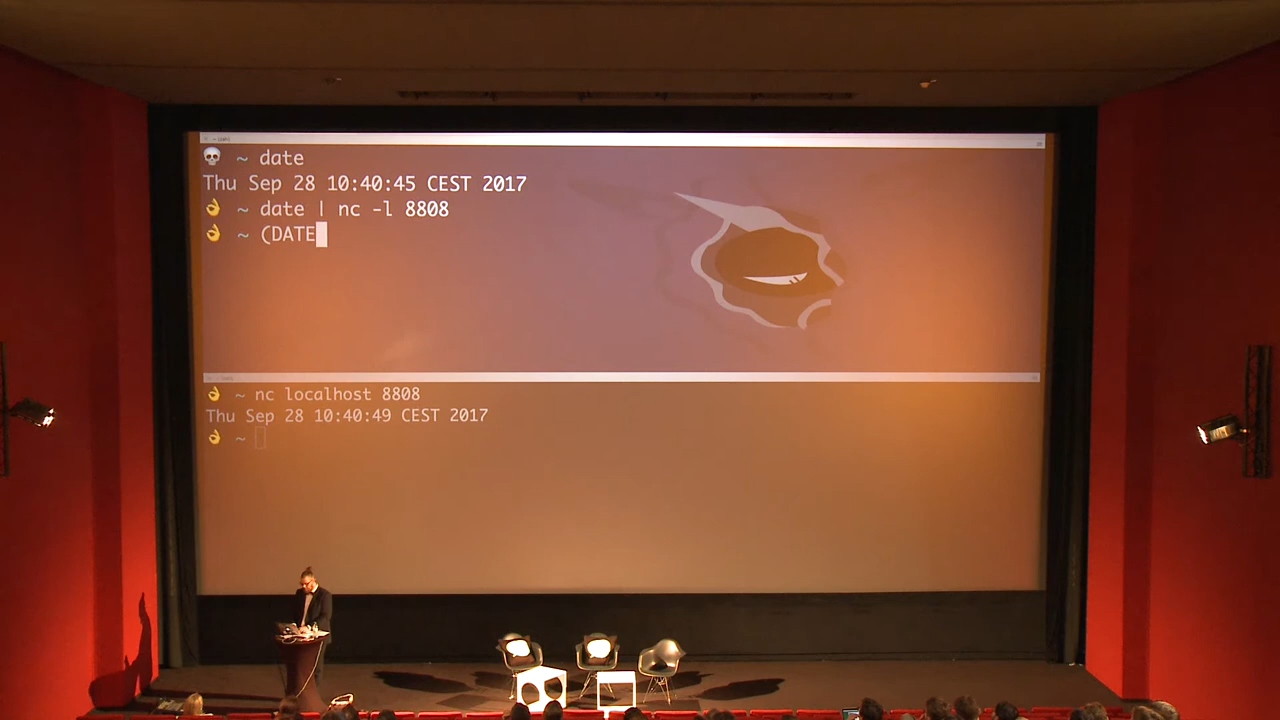 ~ date
Thu Sep 28 10:40:45 CEST 2017
~ date | nc -l 8808
~ (DATE
~ nc localhost 8808
Thu Sep 28 10:40:49 CEST 2017
~